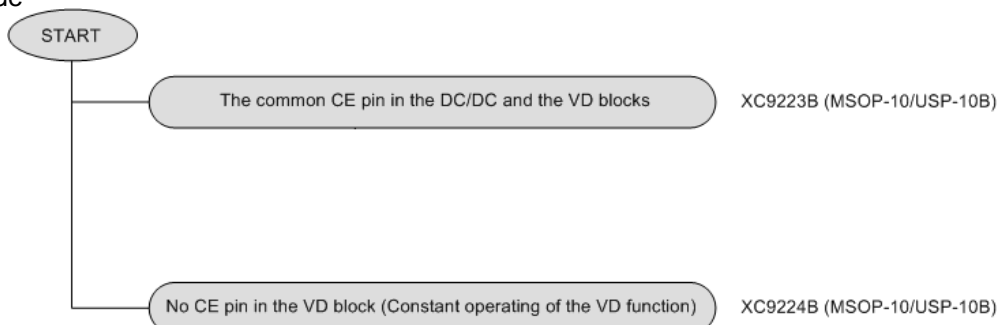 START
The common CE pin in the DC/DC and the VD blocks XC9223B (MSOP-10/USP-10B)
No CE pin in the VD block (Constant operating of the VD function) XC9224B (MSOP-10/USP-10B)